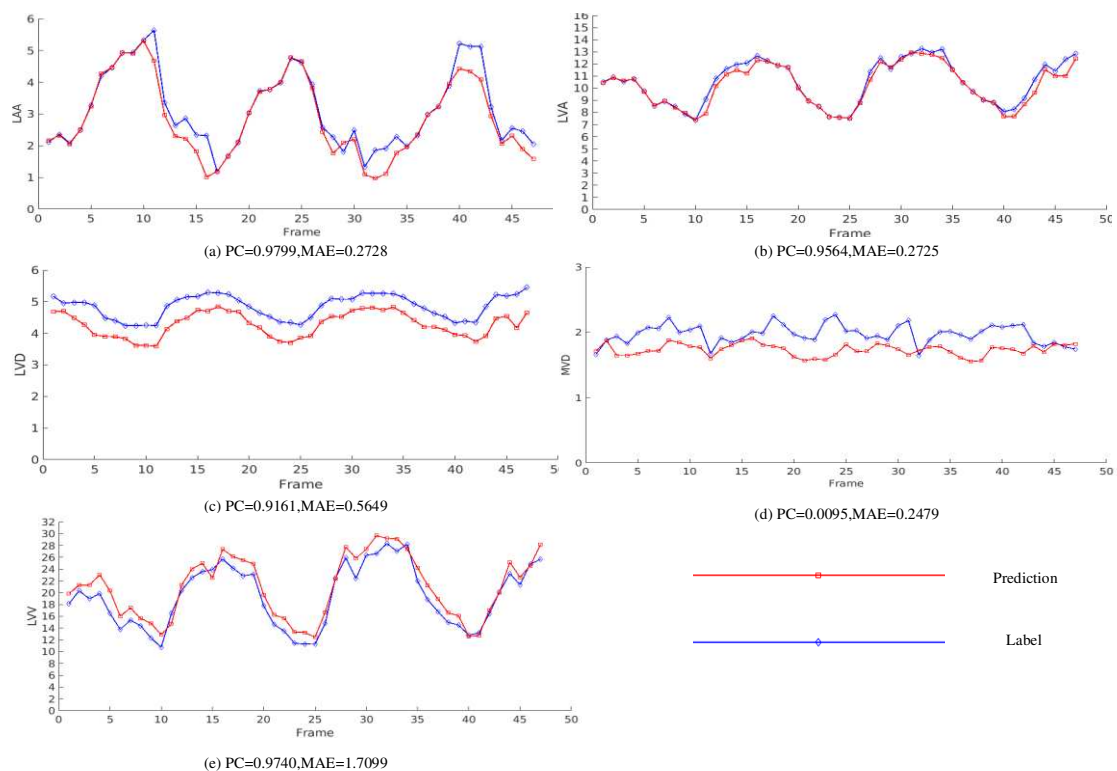 6
5
4
3
2
1
0
LAA
0 5 10 15 20 25 30 35 40 45
Frame
(a) PC=0.9799,MAE=0.2728
16
15
14
13
12
11
10
9
8
7
6
5
4
3
2
1
0
LVA
0 5 10 15 20 25 30 35 40 45 50
Frame
(b) PC=0.9564,MAE=0.2725
6
5
4
3
2
1
0
LVD
0 5 10 15 20 25 30 35 40 45 50
Frame
(c) PC=0.9161,MAE=0.5649
3
2
1
0
MVD
0 5 10 15 20 25 30 35 40 45 50
Frame
(d) PC=0.0095,MAE=0.2479
32
30
28
26
24
22
20
18
16
14
12
10
8
6
4
2
0
LVV
0 5 10 15 20 25 30 35 40 45 50
Frame
(e) PC=0.9740,MAE=1.7099
Prediction
Label